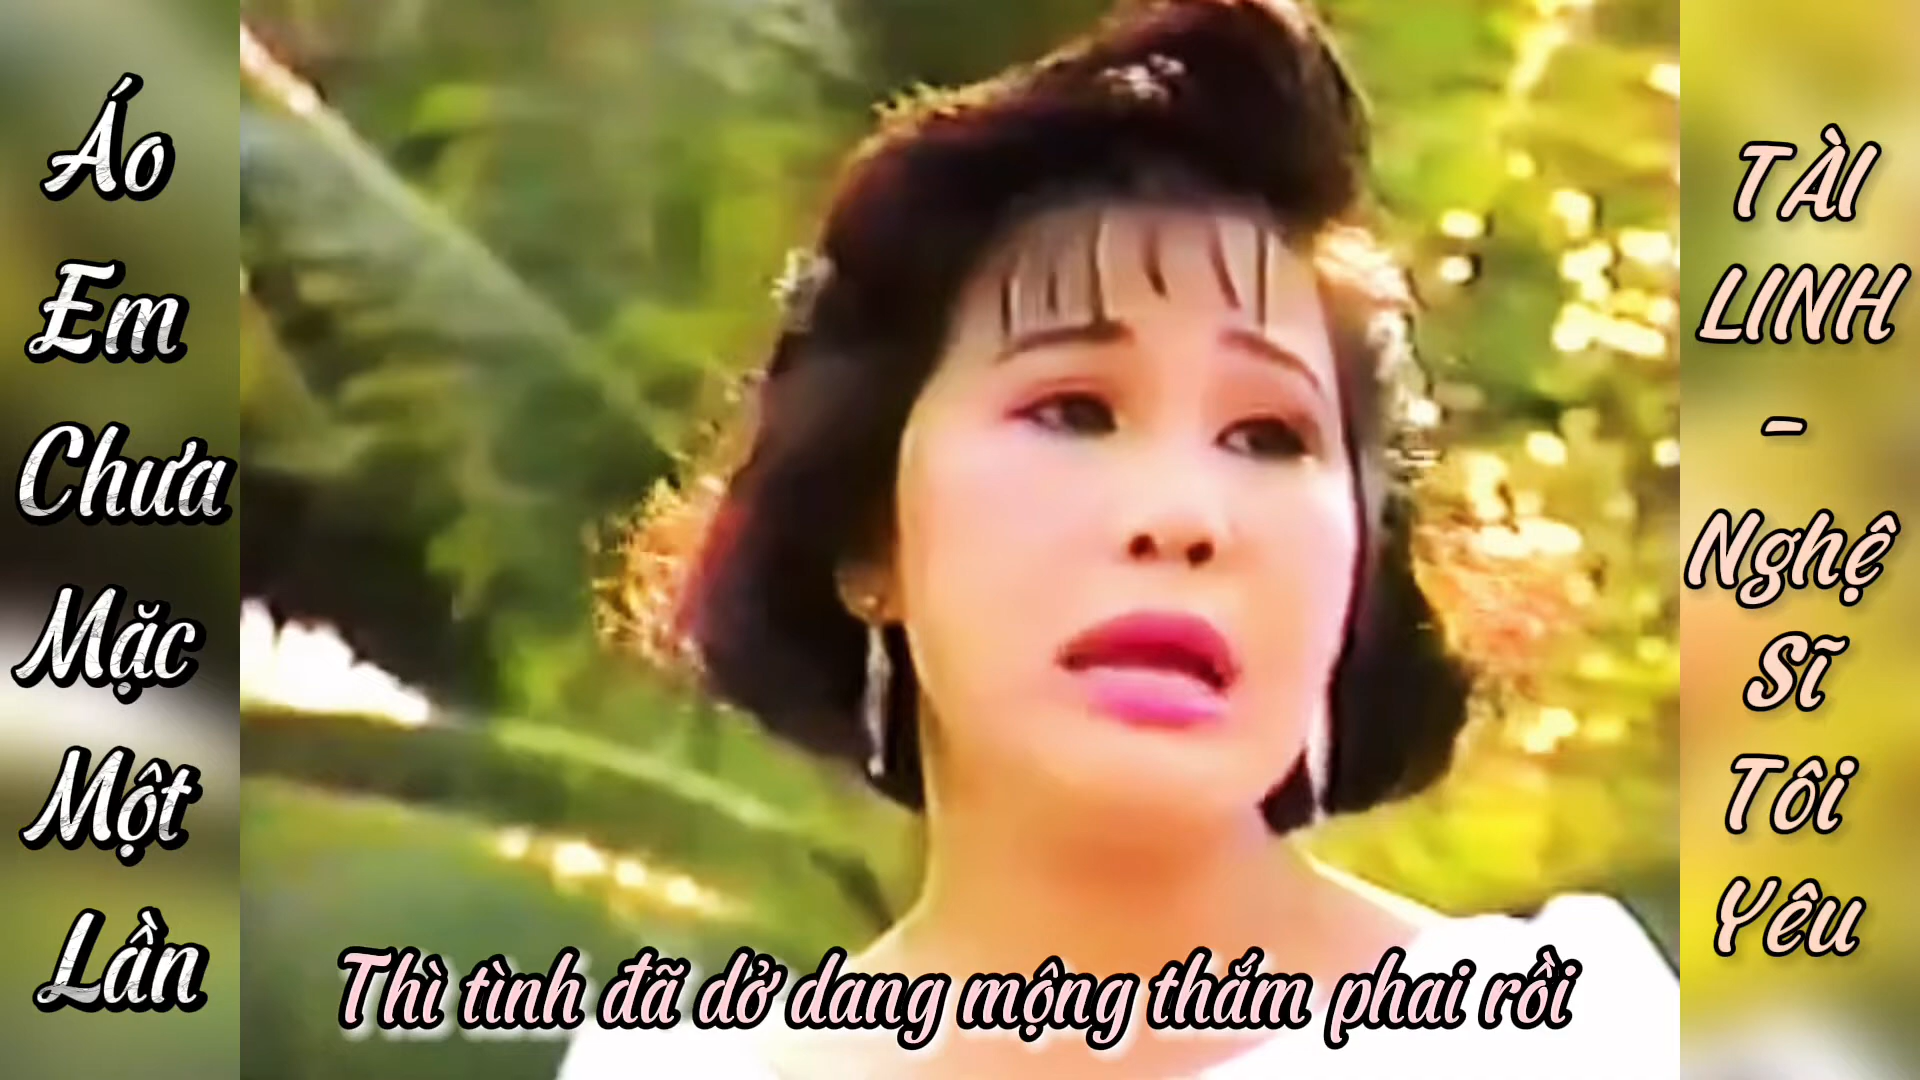 Áo
Em
Chưa
Mặc
Một
Lần
TÀI
LINH
-
Nghệ
Sĩ
Tôi
Yêu
Thì tình đã dở dang mộng thắm phai rồi